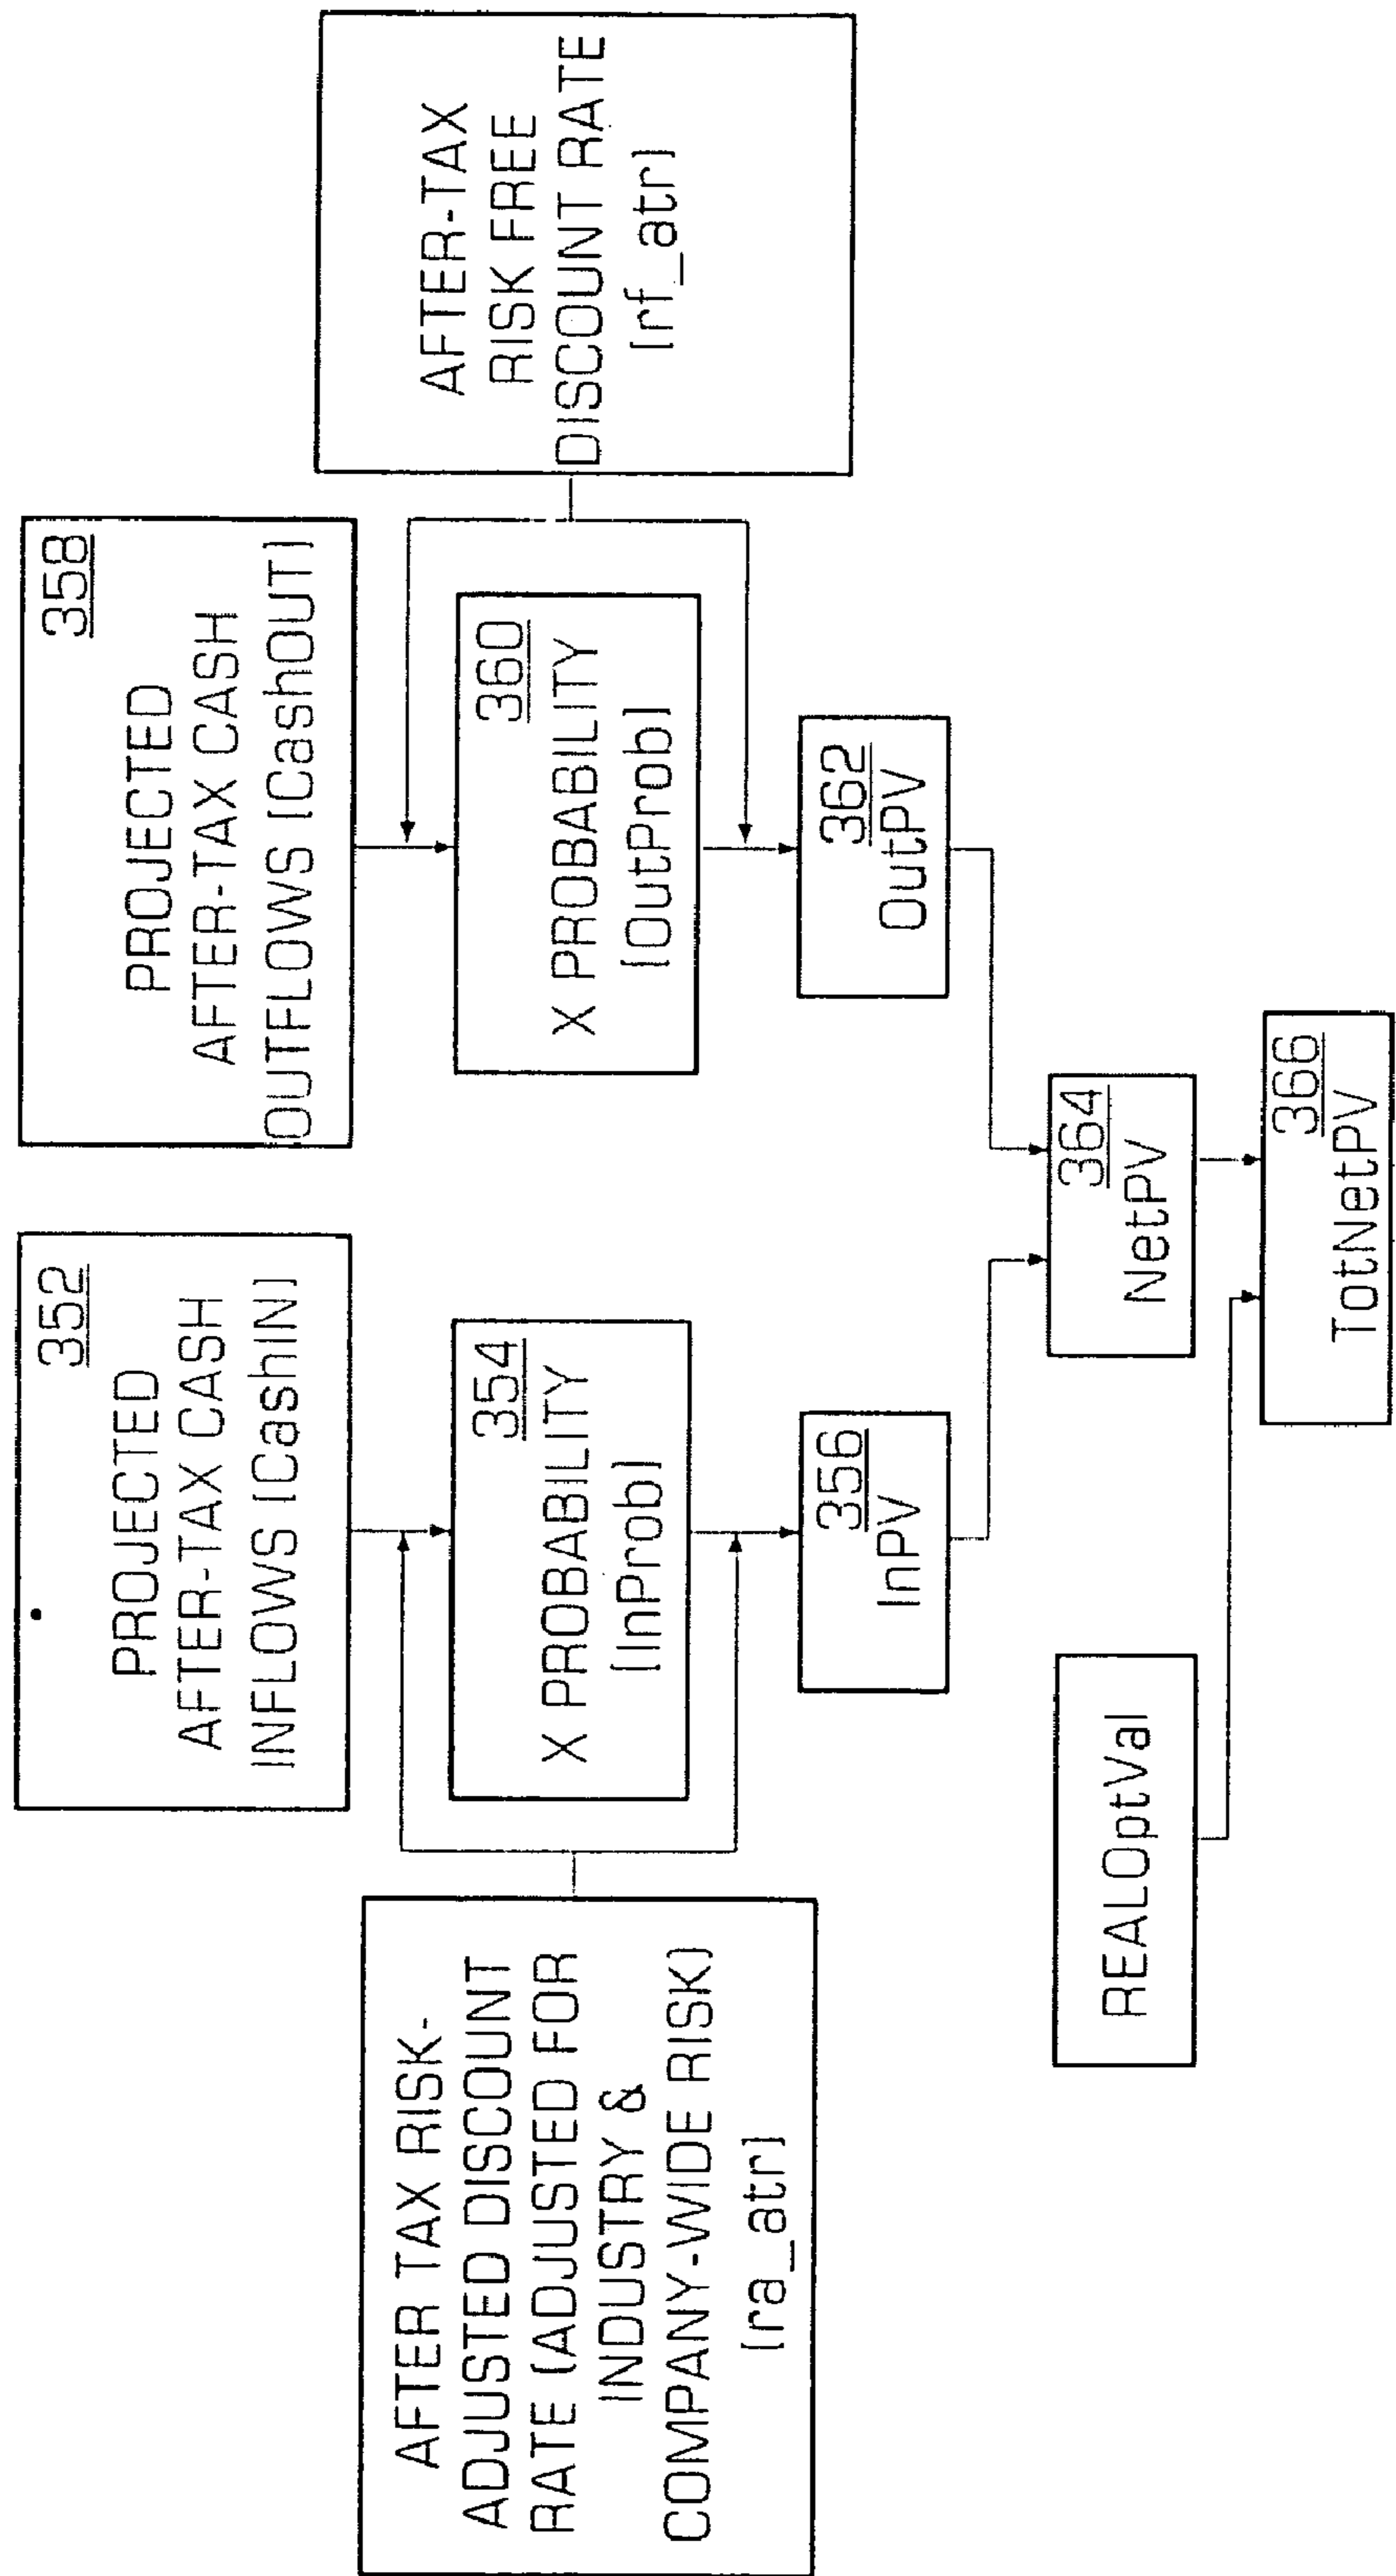 352
PROJECTED
AFTER-TAX CASH
INFLOWS (CashIN)
358
PROJECTED
AFTER-TAX CASH
OUTFLOWS (CashOUT)
AFTER TAX RISK-
ADJUSTED DISCOUNT
RATE (ADJUSTED FOR
INDUSTRY &
COMPANY-WIDE RISK)
(ra_atr)
354
X PROBABILITY
(InProb)
360
X PROBABILITY
(OutProb)
AFTER-TAX
RISK FREE
DISCOUNT RATE
(rf_atr)
356
InPV
362
OutPV
REALOptVal
364
NetPV
366
TotNetPV